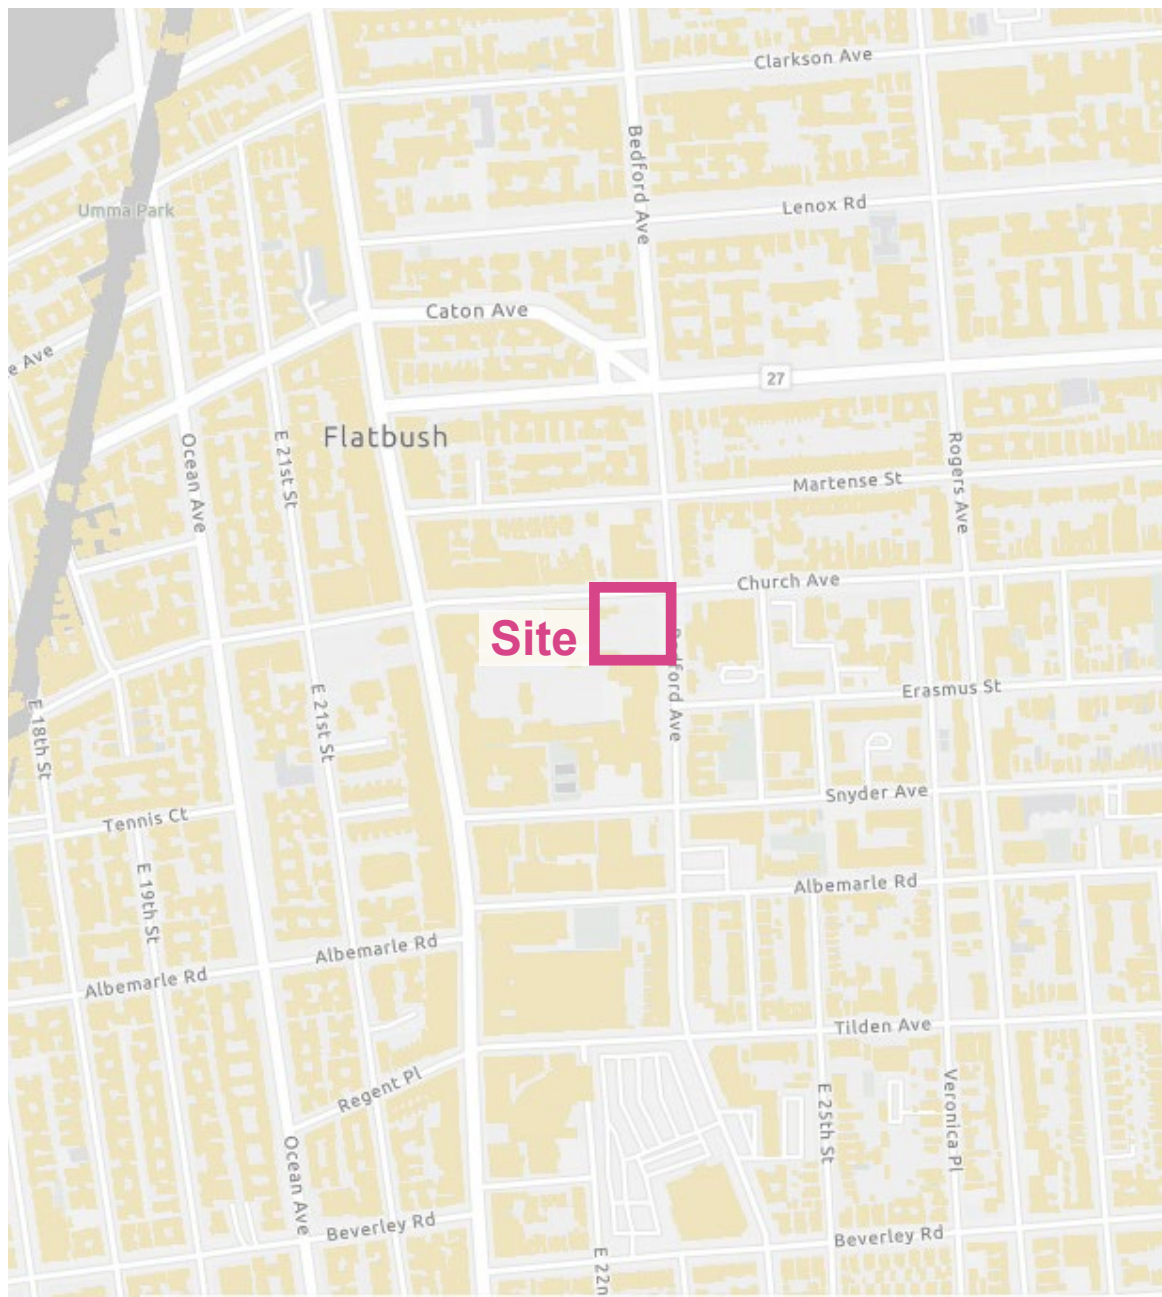 Clarkson Ave
Bedford Ave
Umma Park
Lenox Rd
Caton Ave
e Ave
27
Flatbush
Ocean Ave
E 21st St
Rogers Ave
Martense St
Church Ave
Site
Bedford Ave
Erasmus St
E 18th St
E 21st St
Snyder Ave
Tennis Ct
E 19th St
Albemarle Rd
Albemarle Rd
Albemarle Rd
Tilden Ave
Regent Pl
E 25th St
Veronica Pl
Ocean Ave
Beverley Rd
Beverley Rd
E 22n